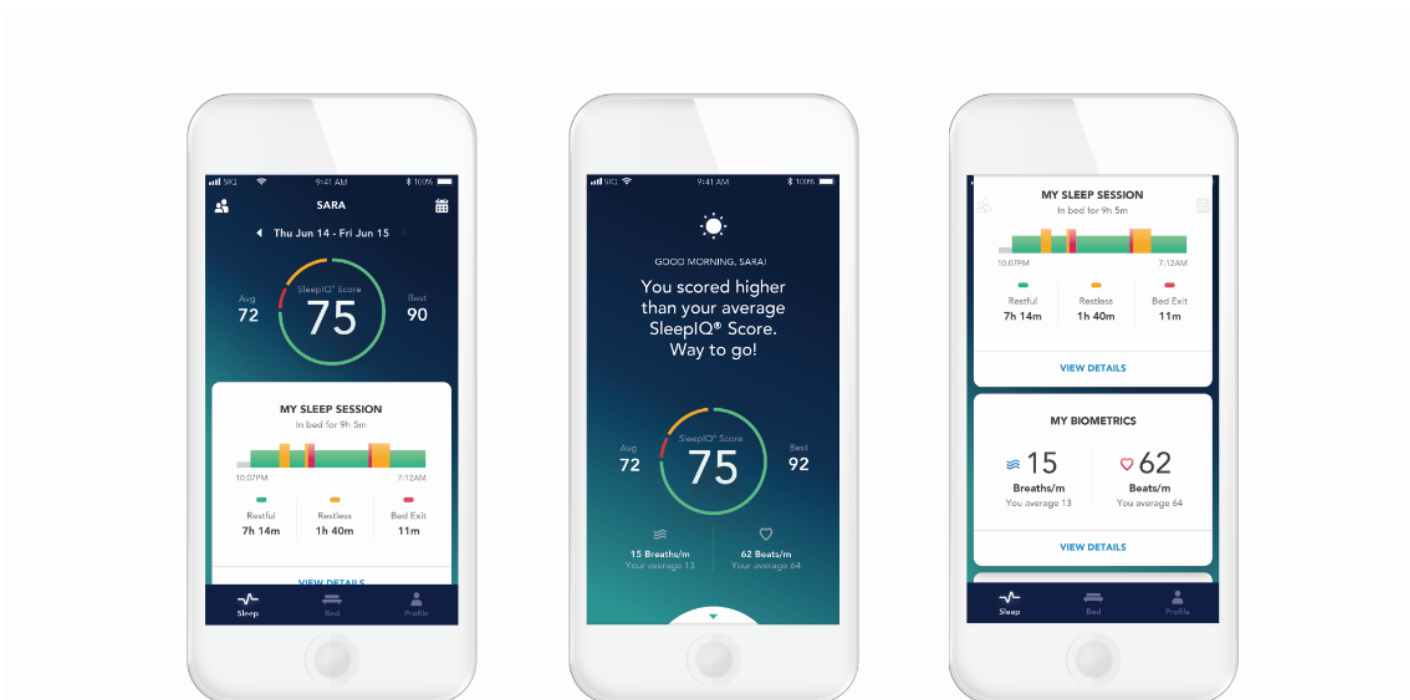 SIQ
9:41 AM
100%
SARA
Thu Jun 14 - Fri Jun 15
Avg
72
SleepIQ® Score
75
Best
90
MY SLEEP SESSION
In bed for 9h 5m
10:07PM
7:12AM
Restful
7h 14m
Restless
1h 40m
Bed Exit
11m
VIEW DETAILS
Sleep
Bed
Profile
SIQ
9:41 AM
100%
GOOD MORNING, SARA!
You scored higher
than your average
SleepIQ® Score.
Way to go!
Avg
72
SleepIQ® Score
75
Best
92
15 Breaths/m
Your average 13
62 Beats/m
Your average 64
MY SLEEP SESSION
In bed for 9h 5m
10:07PM
7:12AM
Restful
7h 14m
Restless
1h 40m
Bed Exit
11m
VIEW DETAILS
MY BIOMETRICS
15
Breaths/m
You average 13
62
Beats/m
You average 64
VIEW DETAILS
Sleep
Bed
Profile